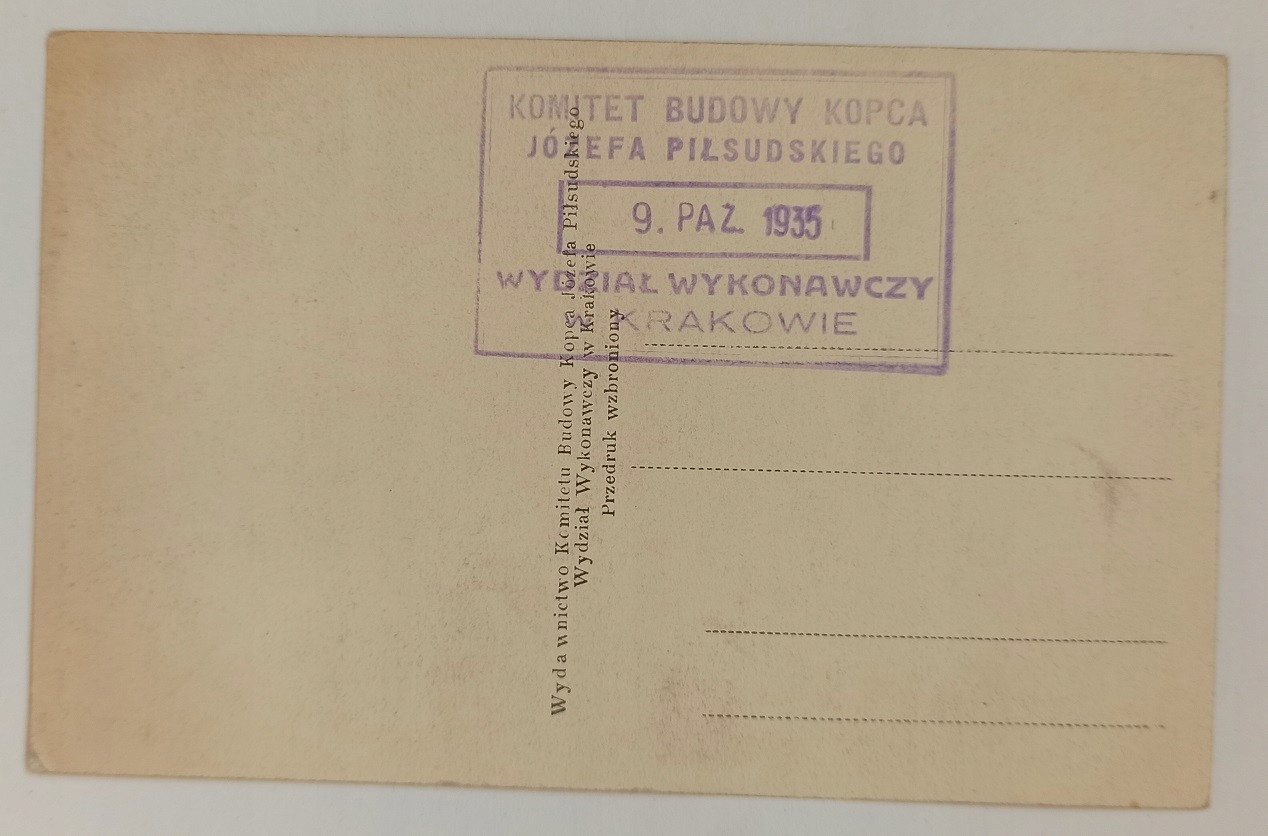 KOMITET BUDOWY KOPCA
JÓZEFA PIŁSUDSKIEGO
9. PAŹ. 1935
WYDZIAŁ WYKONAWCZY
W KRAKOWIE
Wydawnictwo Komitetu Budowy Kopca Józefa Piłsudskiego
Wydział Wykonawczy w Krakowie
Przedruk wzbroniony